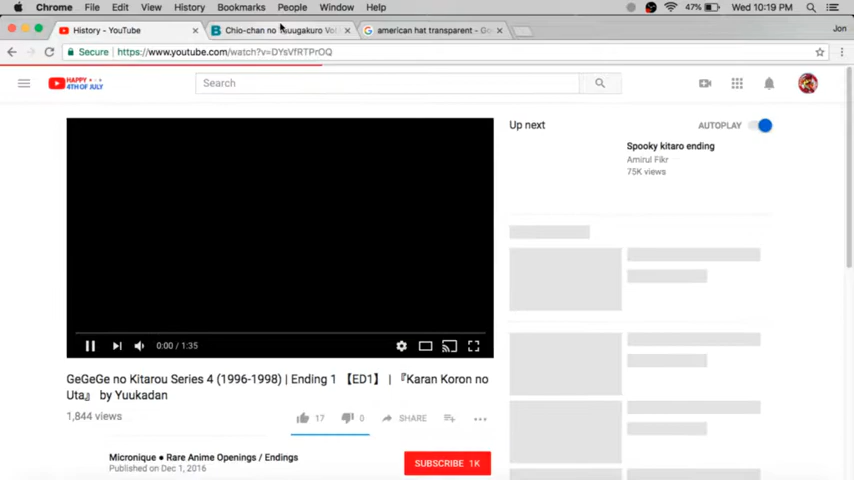 Chrome File Edit View History Bookmarks People Window Help 47% Wed 10:19 PM
History - YouTube Chio-chan no american hat transparent - Jon
Secure https://www.youtube.com/watch?v=DYsVfRTPrOQ
HAPPY 4TH OF JULY
Search
Up next AUTOPLAY
Spooky kitaro ending
Amirul Fikr
75K views
0:00 / 1:35
GeGeGe no Kitarou Series 4 (1996-1998) | Ending 1 【ED1】 | 『Karan Koron no
Uta』 by Yuukadan
1,844 views
17 0 SHARE
Micronique ● Rare Anime Openings / Endings
Published on Dec 1, 2016
SUBSCRIBE 1K